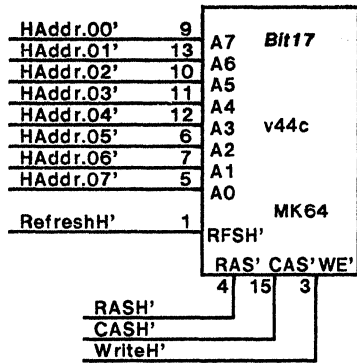 HAddr.00' 9 A7 Bit17
HAddr.01' 13 A6
HAddr.02' 10 A5
HAddr.03' 11 A4
HAddr.04' 12 A3 v44c
HAddr.05' 6 A2
HAddr.06' 7 A1
HAddr.07' 5 A0
MK64
RefreshH' 1 RFSH'
RAS' CAS' WE'
4 15 3
RASH'
CASH'
WriteH'